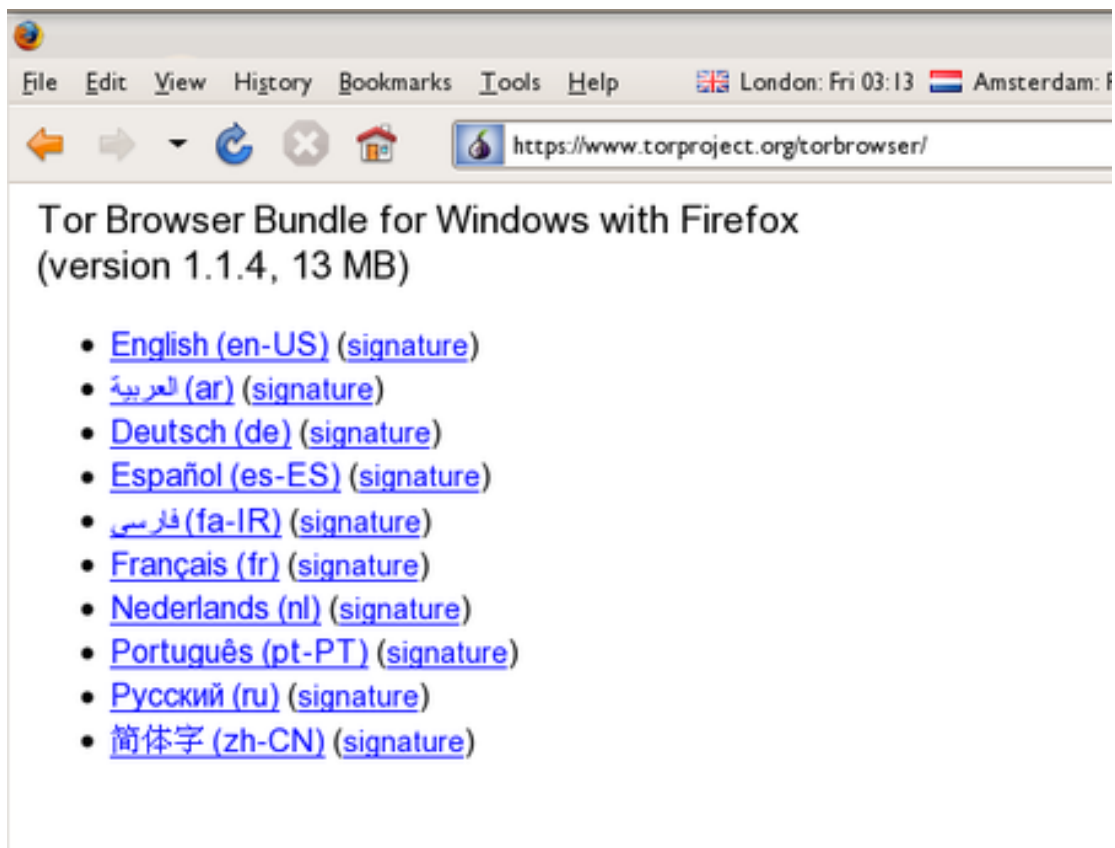 File Edit View History Bookmarks Tools Help London: Fri 03:13 Amsterdam:
https://www.torproject.org/torbrowser/
Tor Browser Bundle for Windows with Firefox
(version 1.1.4, 13 MB)
• English (en-US) (signature)
• العربية (ar) (signature)
• Deutsch (de) (signature)
• Español (es-ES) (signature)
• فارسی (fa-IR) (signature)
• Français (fr) (signature)
• Nederlands (nl) (signature)
• Português (pt-PT) (signature)
• Русский (ru) (signature)
• 简体字 (zh-CN) (signature)